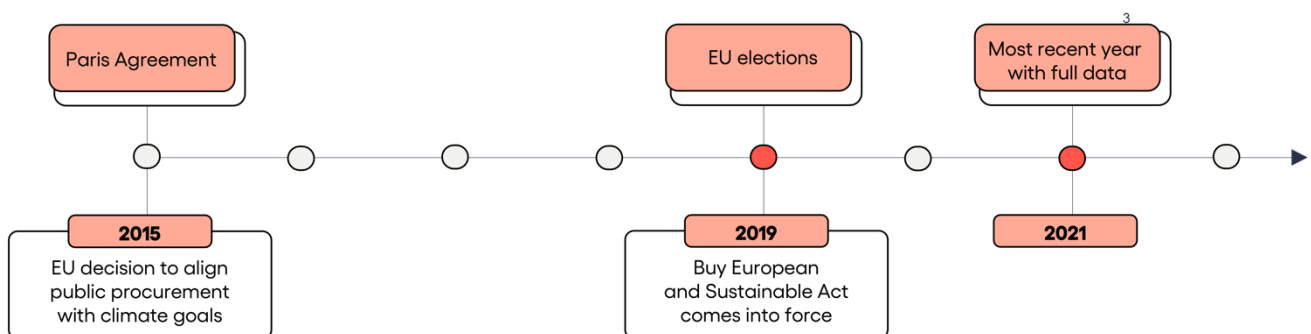 3
Paris Agreement
EU elections
Most recent year
with full data
2015
EU decision to align
public procurement
with climate goals
2019
Buy European
and Sustainable Act
comes into force
2021